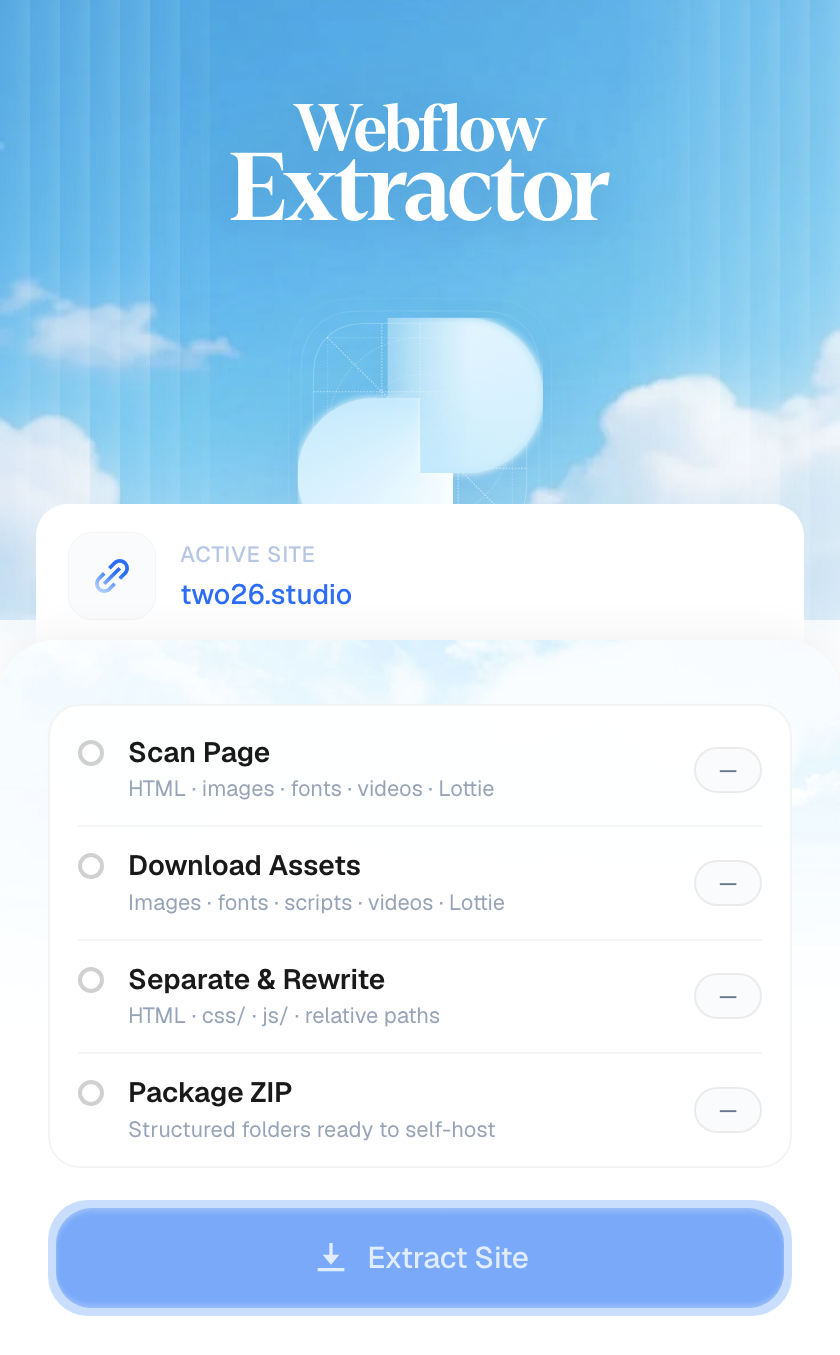 Webflow
Extractor
ACTIVE SITE
two26.studio
Scan Page
HTML · images · fonts · videos · Lottie
—
Download Assets
Images · fonts · scripts · videos · Lottie
—
Separate & Rewrite
HTML · css/ · js/ · relative paths
—
Package ZIP
Structured folders ready to self-host
—
Extract Site